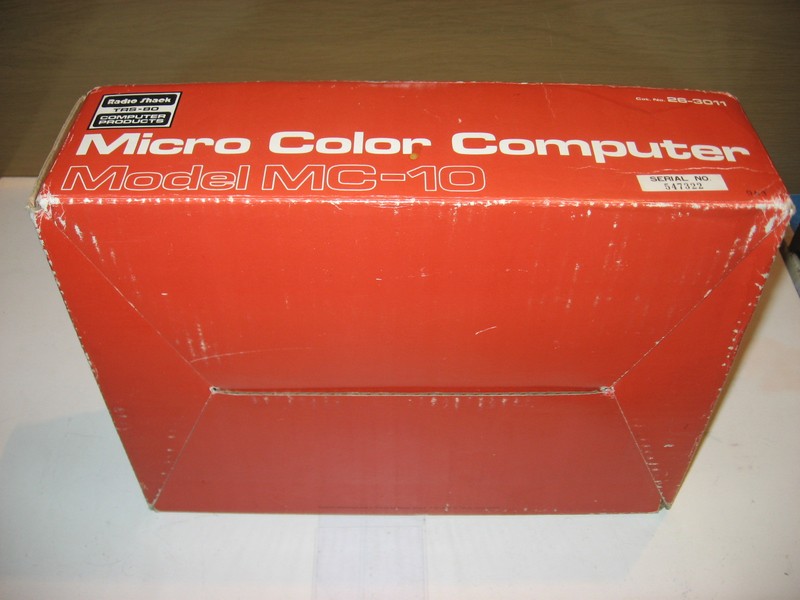 Radio Shack
TRS-80
COMPUTER
PRODUCTS
Cat. No. 26-3011
Micro Color Computer
Model MC-10
SERIAL NO.
547322